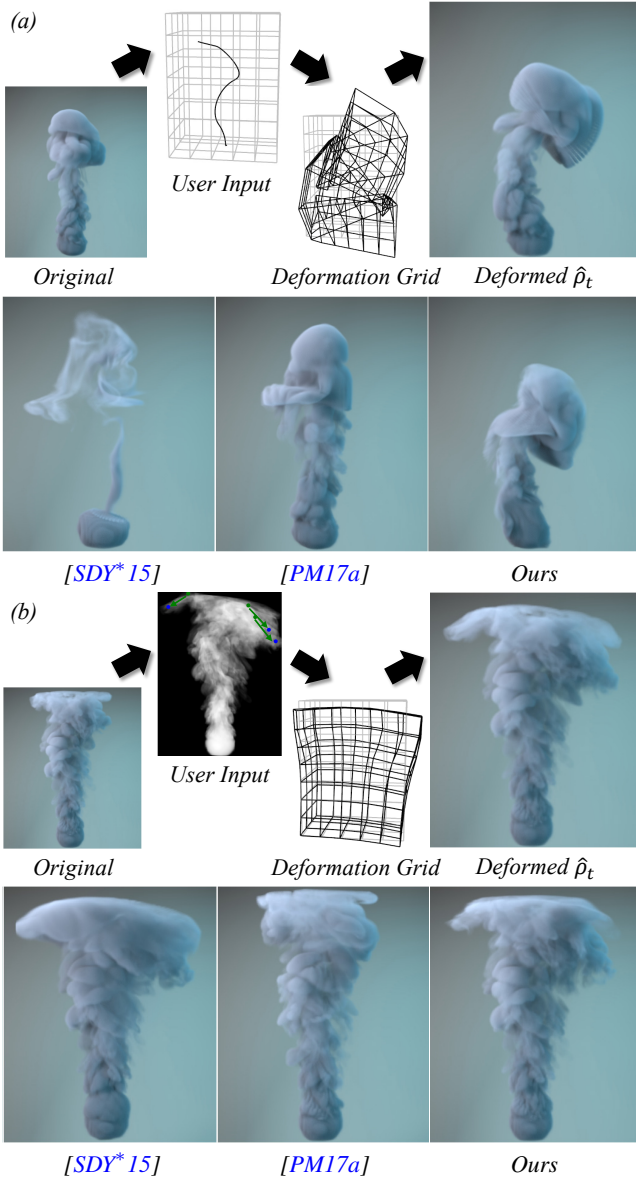 (a)
User Input
Original
Deformation Grid
Deformed ρ̂ₜ
[SDY*15]
[PM17a]
Ours
(b)
User Input
Original
Deformation Grid
Deformed ρ̂ₜ
[SDY*15]
[PM17a]
Ours